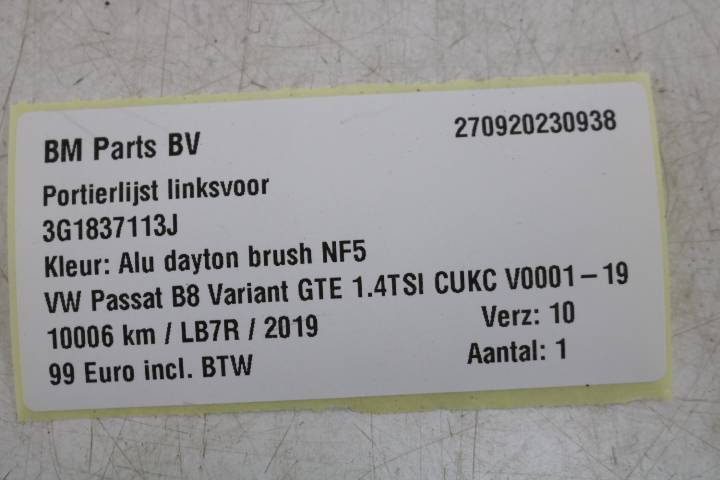 BM Parts BV 270920230938
Portierlijst linksvoor
3G1837113J
Kleur: Alu dayton brush NF5
VW Passat B8 Variant GTE 1.4TSI CUKC V0001-19
10006 km / LB7R / 2019 Verz: 10
99 Euro incl. BTW Aantal: 1